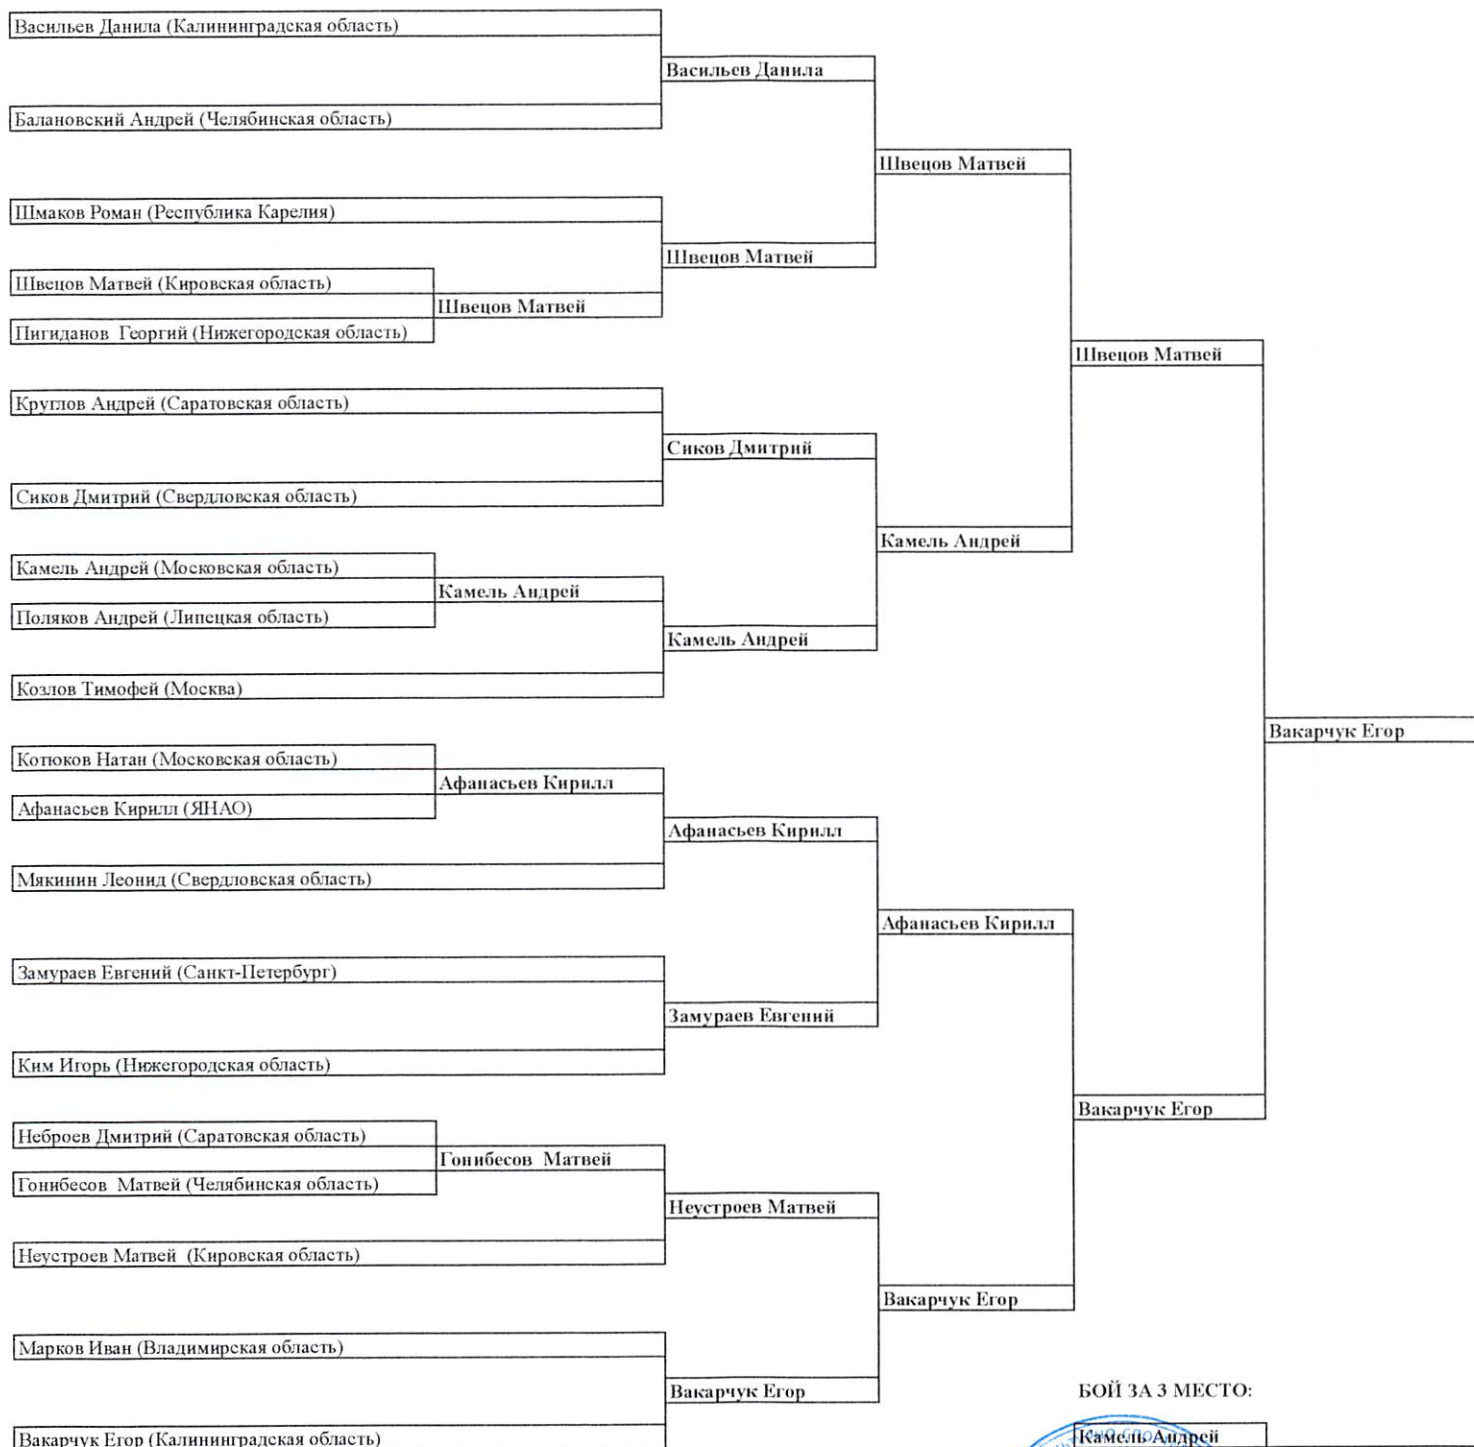 Васильев Данила (Калининградская область)
Васильев Данила
Балановский Андрей (Челябинская область)
Швецов Матвей
Шмаков Роман (Республика Карелия)
Швецов Матвей
Швецов Матвей (Кировская область)
Швецов Матвей
Пигиданов Георгий (Нижегородская область)
Швецов Матвей
Круглов Андрей (Саратовская область)
Сиков Дмитрий
Сиков Дмитрий (Свердловская область)
Камель Андрей
Камель Андрей (Московская область)
Камель Андрей
Поляков Андрей (Липецкая область)
Камель Андрей
Козлов Тимофей (Москва)
Вакарчук Егор
Котюков Натан (Московская область)
Афанасьев Кирилл
Афанасьев Кирилл (ЯНАО)
Афанасьев Кирилл
Мякинин Леонид (Свердловская область)
Афанасьев Кирилл
Замураев Евгений (Санкт-Петербург)
Замураев Евгений
Ким Игорь (Нижегородская область)
Вакарчук Егор
Неброев Дмитрий (Саратовская область)
Гонибесов Матвей
Гонибесов Матвей (Челябинская область)
Неустроев Матвей
Неустроев Матвей (Кировская область)
Вакарчук Егор
Марков Иван (Владимирская область)
Вакарчук Егор
БОЙ ЗА 3 МЕСТО:
Вакарчук Егор (Калининградская область)
Камель Андрей